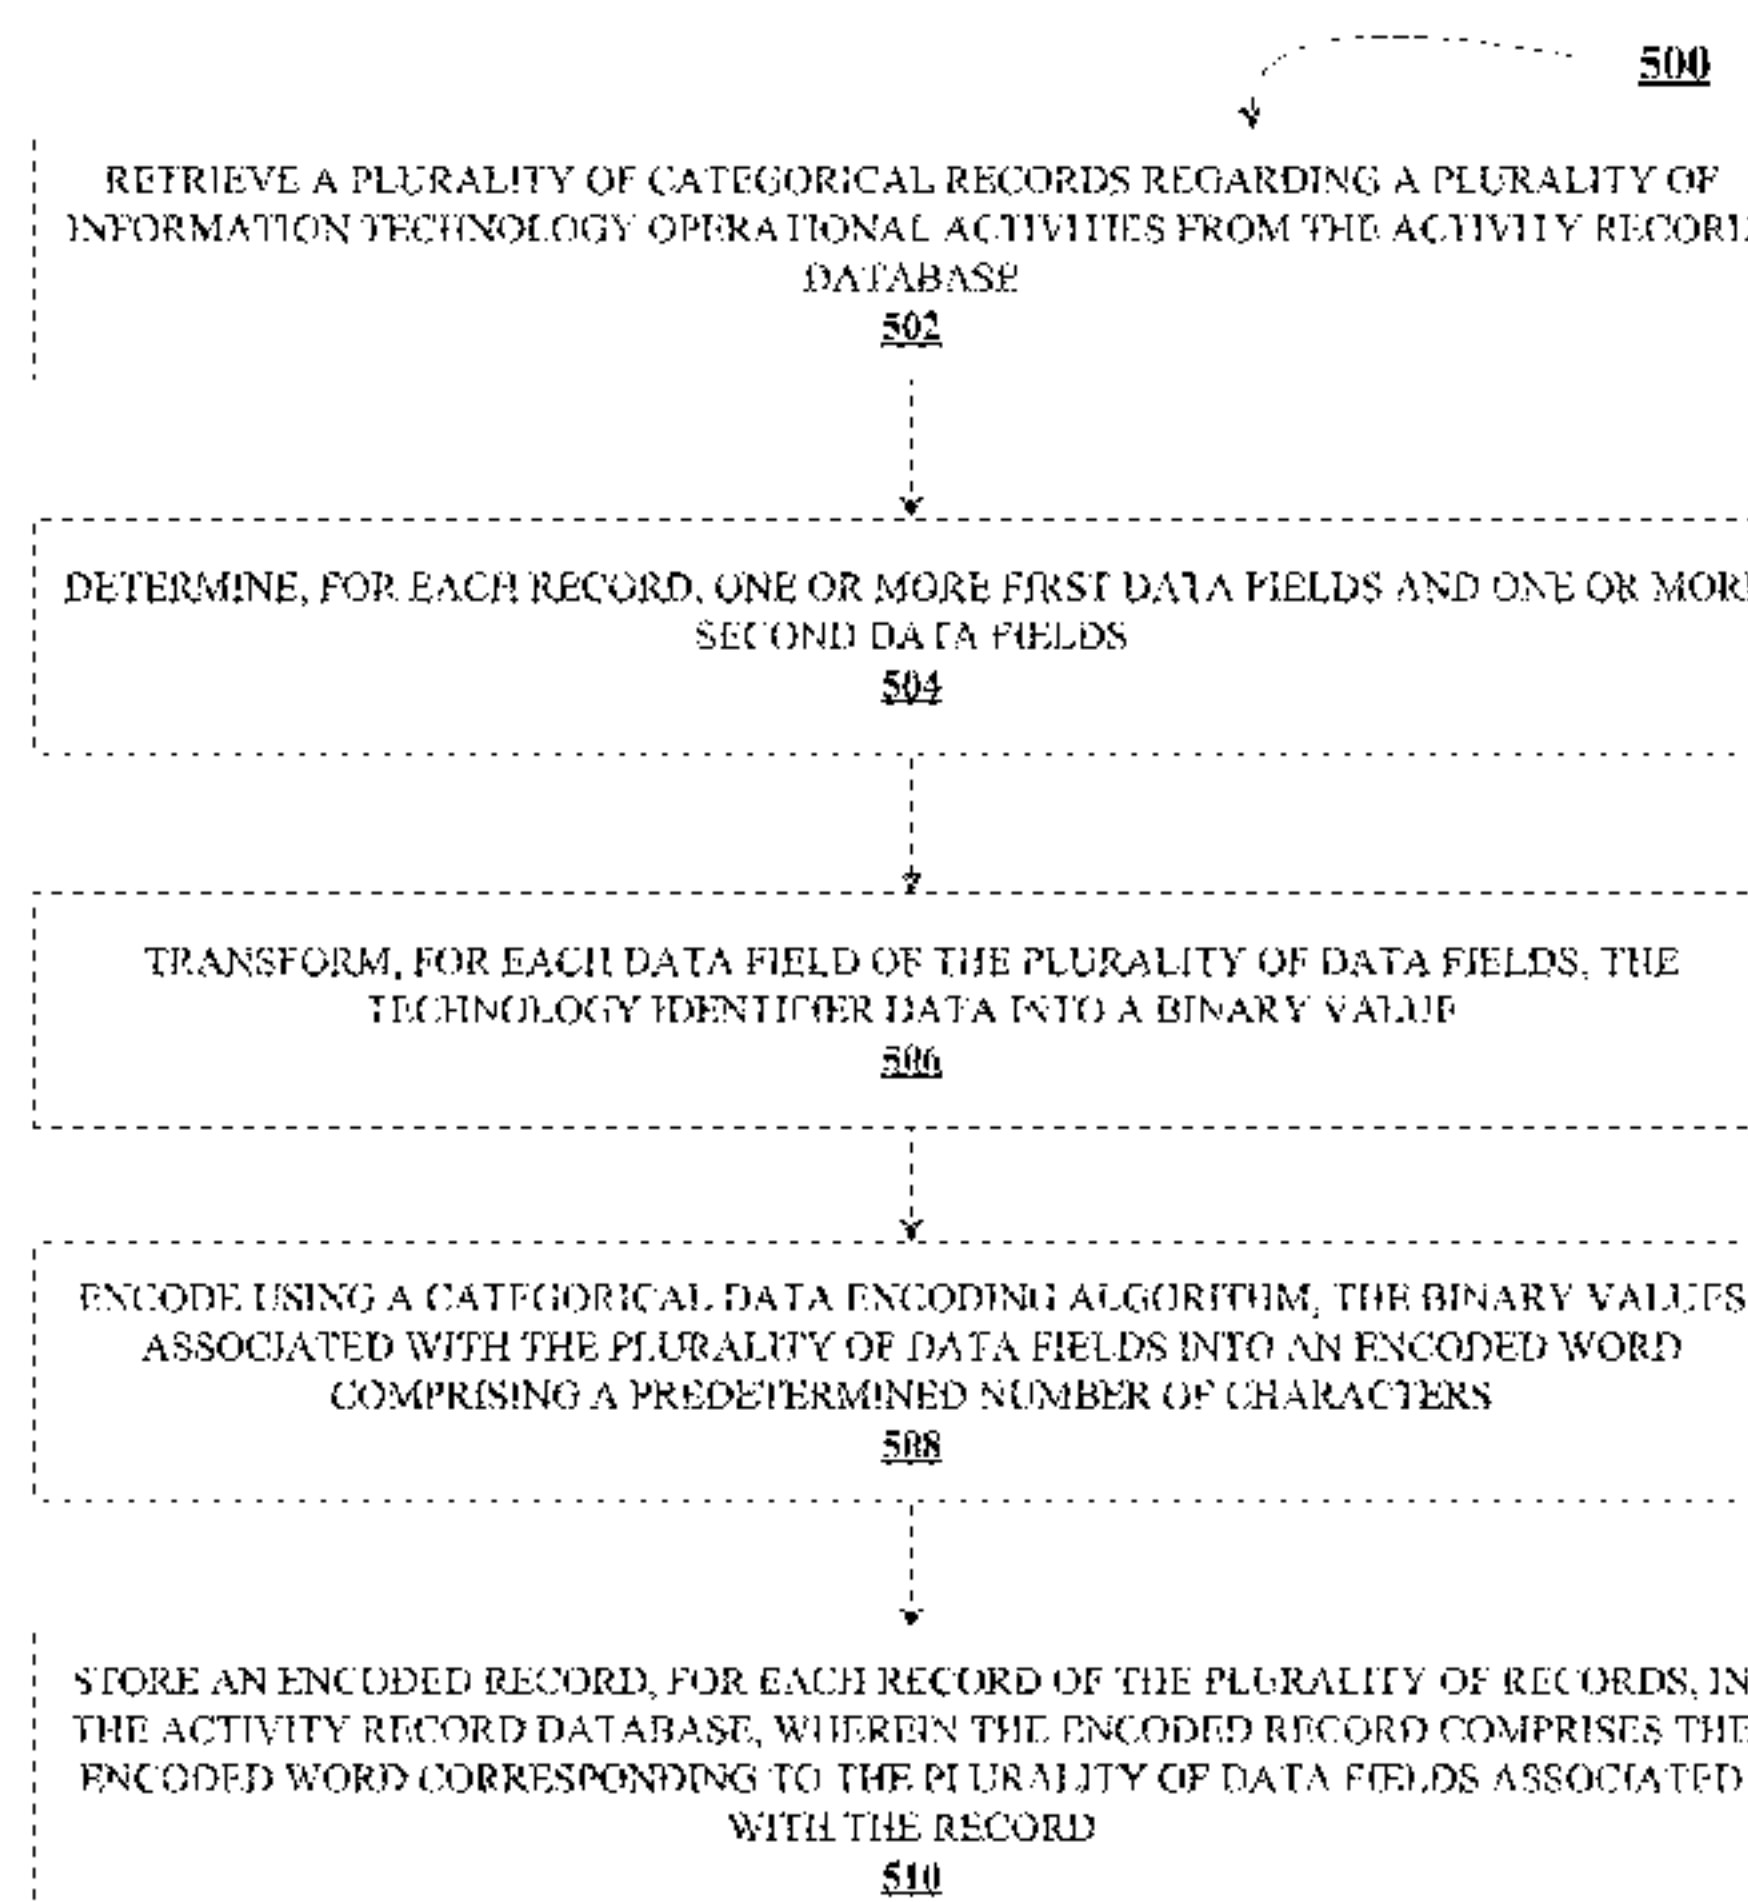 500
RETRIEVE A PLURALITY OF CATEGORICAL RECORDS REGARDING A PLURALITY OF
INFORMATION TECHNOLOGY OPERATIONAL ACTIVITIES FROM THE ACTIVITY RECORD
DATABASE
502
DETERMINE, FOR EACH RECORD, ONE OR MORE FIRST DATA FIELDS AND ONE OR MORE
SECOND DATA FIELDS
504
TRANSFORM, FOR EACH DATA FIELD OF THE PLURALITY OF DATA FIELDS, THE
TECHNOLOGY IDENTIFIER DATA INTO A BINARY VALUE
506
ENCODE USING A CATEGORICAL DATA ENCODING ALGORITHM, THE BINARY VALUES
ASSOCIATED WITH THE PLURALITY OF DATA FIELDS INTO AN ENCODED WORD
COMPRISING A PREDETERMINED NUMBER OF CHARACTERS
508
STORE AN ENCODED RECORD, FOR EACH RECORD OF THE PLURALITY OF RECORDS, IN
THE ACTIVITY RECORD DATABASE, WHEREIN THE ENCODED RECORD COMPRISES THE
ENCODED WORD CORRESPONDING TO THE PLURALITY OF DATA FIELDS ASSOCIATED
WITH THE RECORD
510